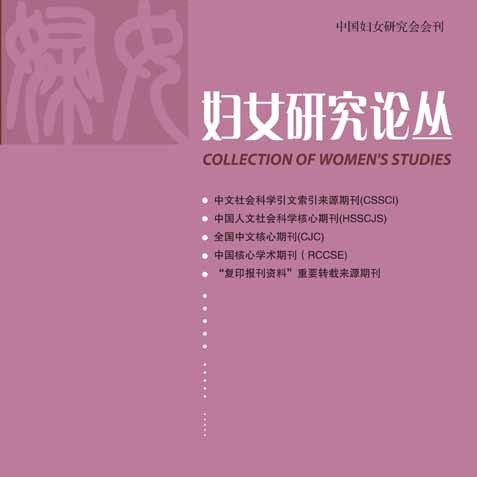 婦女
中国妇女研究会会刊
妇女研究论丛
COLLECTION OF WOMEN'S STUDIES
中文社会科学引文索引来源期刊(CSSCI)
中国人文社会科学核心期刊(HSSCJS)
全国中文核心期刊(CJC)
中国核心学术期刊（RCCSE)
“复印报刊资料”重要转载来源期刊